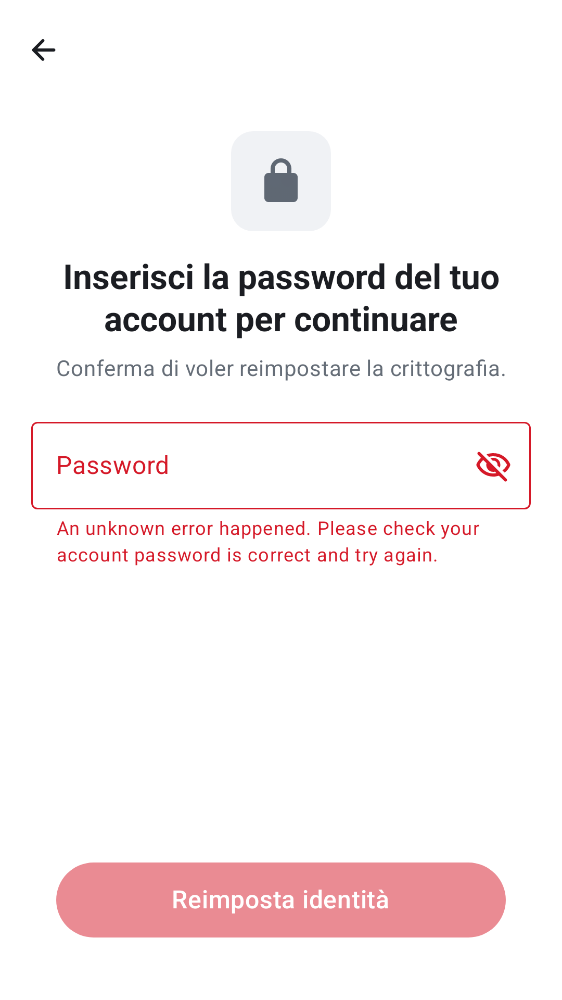 Inserisci la password del tuo
account per continuare
Conferma di voler reimpostare la crittografia.
Password
An unknown error happened. Please check your
account password is correct and try again.
Reimposta identità